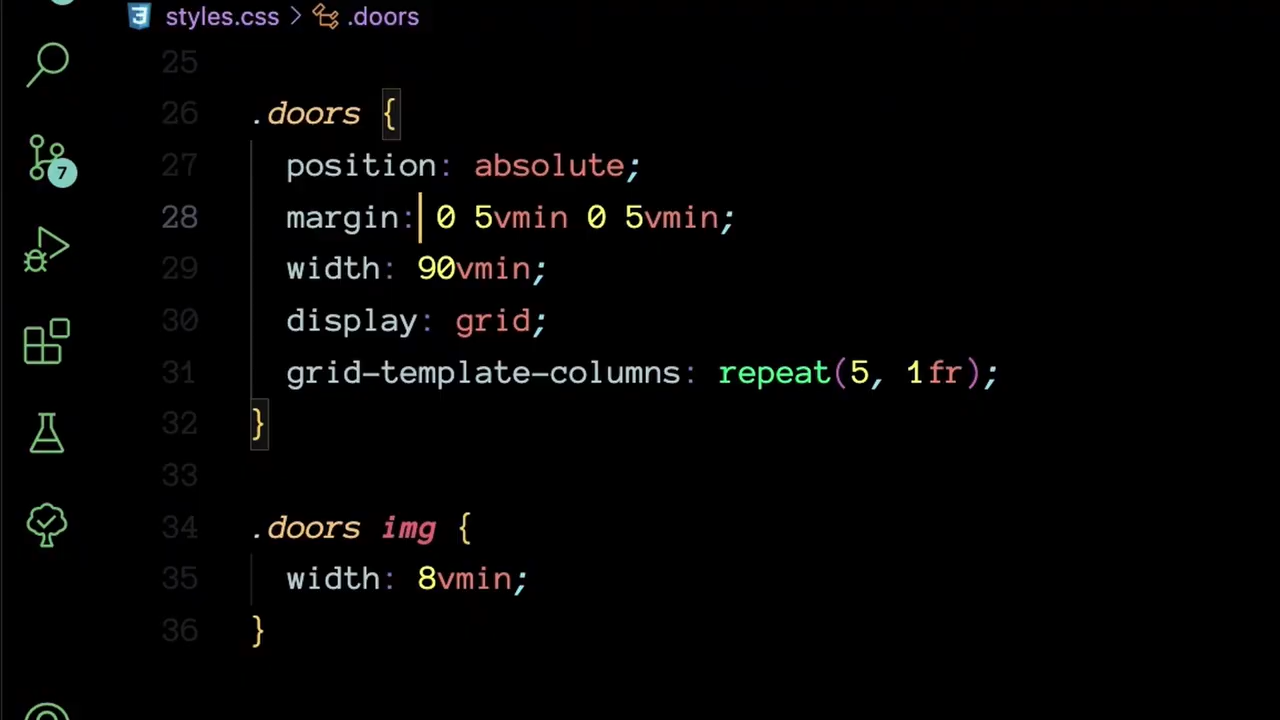 styles.css > .doors
25
26 .doors {
27 position: absolute;
28 margin: 0 5vmin 0 5vmin;
29 width: 90vmin;
30 display: grid;
31 grid-template-columns: repeat(5, 1fr);
32 }
33
34 .doors img {
35 width: 8vmin;
36 }
7